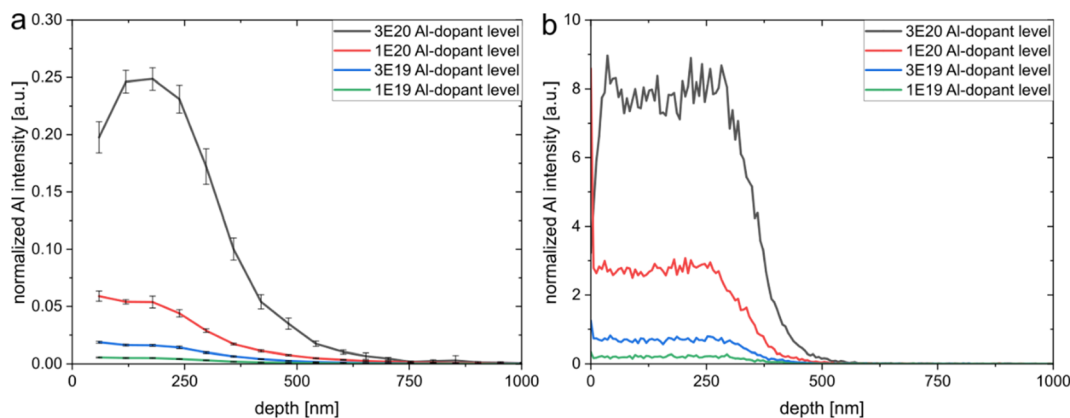 a
0.30
0.25
0.20
0.15
0.10
0.05
0.00
normalized Al intensity [a.u.]
3E20 Al-dopant level
1E20 Al-dopant level
3E19 Al-dopant level
1E19 Al-dopant level
0
250
500
750
1000
depth [nm]
b
10
8
6
4
2
0
normalized Al intensity [a.u.]
3E20 Al-dopant level
1E20 Al-dopant level
3E19 Al-dopant level
1E19 Al-dopant level
0
250
500
750
1000
depth [nm]